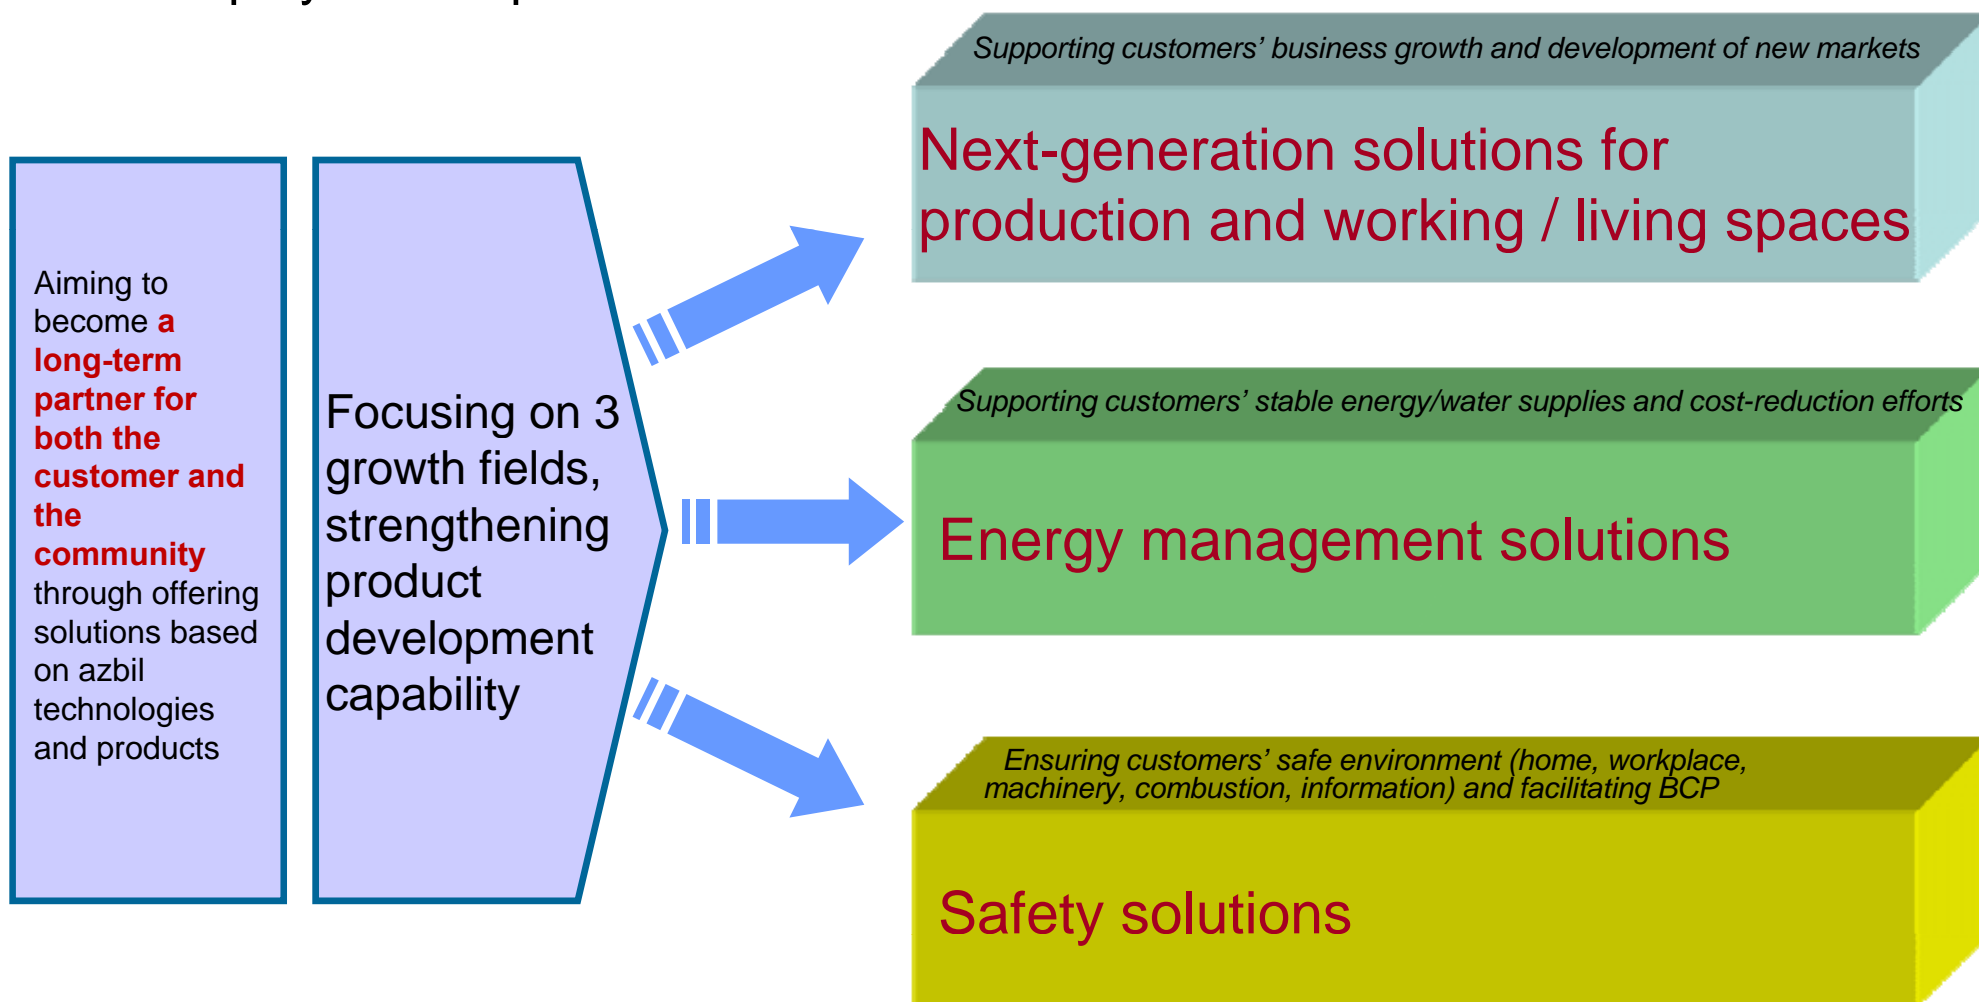 Aiming to
become a
long-term
partner for
both the
customer and
the
community
through offering
solutions based
on azbil
technologies
and products
Focusing on 3
growth fields,
strengthening
product
development
capability
Supporting customers’ business growth and development of new markets
Next-generation solutions for
production and working / living spaces
Supporting customers’ stable energy/water supplies and cost-reduction efforts
Energy management solutions
Ensuring customers’ safe environment (home, workplace,
machinery, combustion, information) and facilitating BCP
Safety solutions